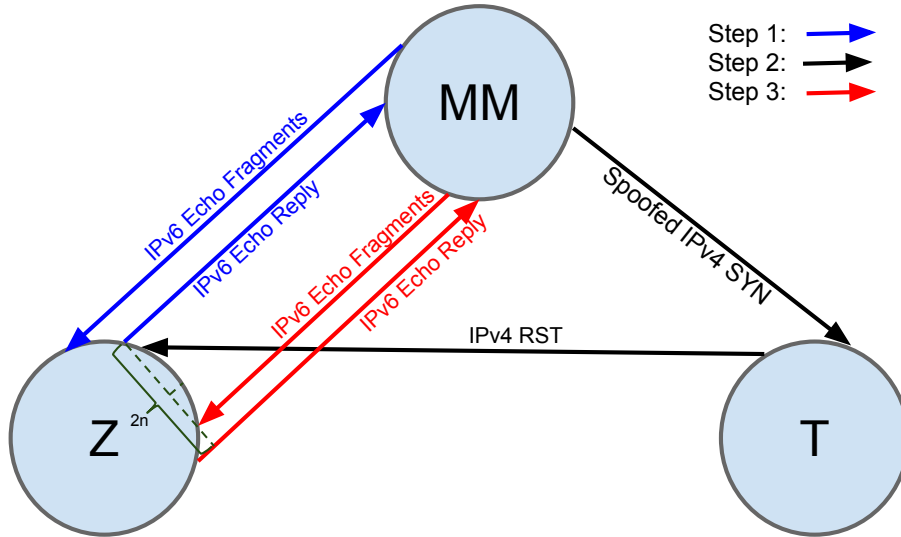 MM
Step 1:
Step 2:
Step 3:
IPv6 Echo Fragments
IPv6 Echo Reply
IPv6 Echo Fragments
IPv6 Echo Reply
Spoofed IPv4 SYN
IPv4 RST
Z
2n
T